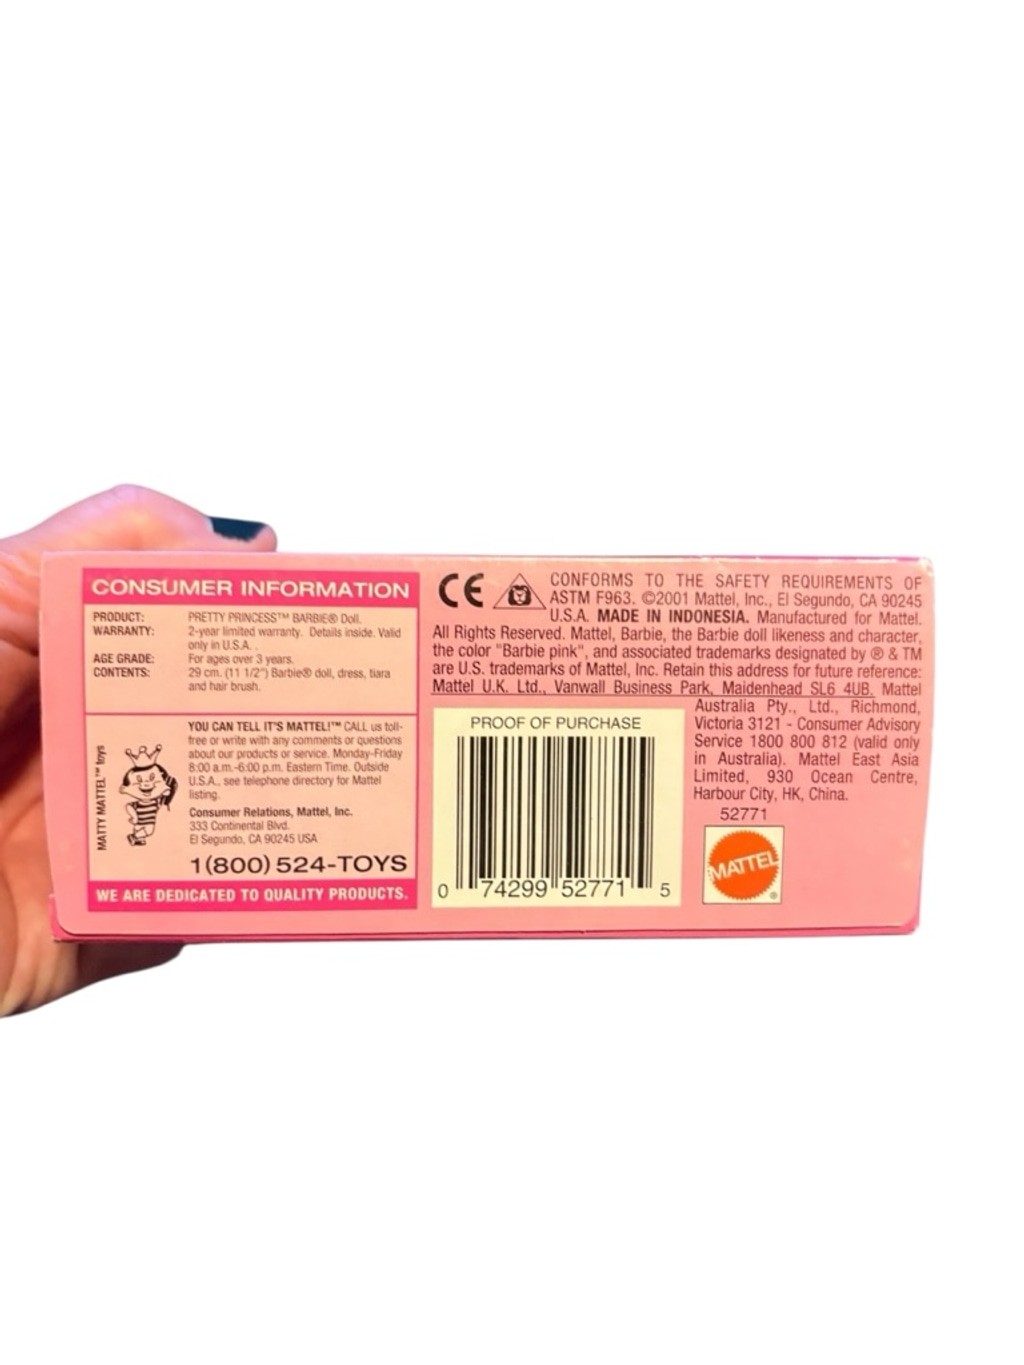 CONSUMER INFORMATION
PRODUCT: PRETTY PRINCESS™ BARBIE® Doll.
WARRANTY: 2-year limited warranty. Details inside. Valid
only in U.S.A.
AGE GRADE: For ages over 3 years.
CONTENTS: 29 cm. (11 1/2") Barbie® doll, dress, tiara
and hair brush.
MATTY MATTEL™ toys
YOU CAN TELL IT'S MATTEL!™ CALL us toll-
free or write with any comments or questions
about our products or service. Monday-Friday
8:00 a.m.-6:00 p.m. Eastern Time. Outside
U.S.A., see telephone directory for Mattel
listing.
Consumer Relations, Mattel, Inc.
333 Continental Blvd.
El Segundo, CA 90245 USA
1(800) 524-TOYS
WE ARE DEDICATED TO QUALITY PRODUCTS.
CE
CONFORMS TO THE SAFETY REQUIREMENTS OF
ASTM F963. ©2001 Mattel, Inc., El Segundo, CA 90245
U.S.A. MADE IN INDONESIA. Manufactured for Mattel.
All Rights Reserved. Mattel, Barbie, the Barbie doll likeness and character,
the color "Barbie pink", and associated trademarks designated by ® & TM
are U.S. trademarks of Mattel, Inc. Retain this address for future reference:
Mattel U.K. Ltd., Vanwall Business Park, Maidenhead SL6 4UB. Mattel
Australia Pty., Ltd., Richmond,
Victoria 3121 - Consumer Advisory
Service 1800 800 812 (valid only
in Australia). Mattel East Asia
Limited, 930 Ocean Centre,
Harbour City, HK, China.
52771
PROOF OF PURCHASE
0 74299 52771 5
MATTEL®